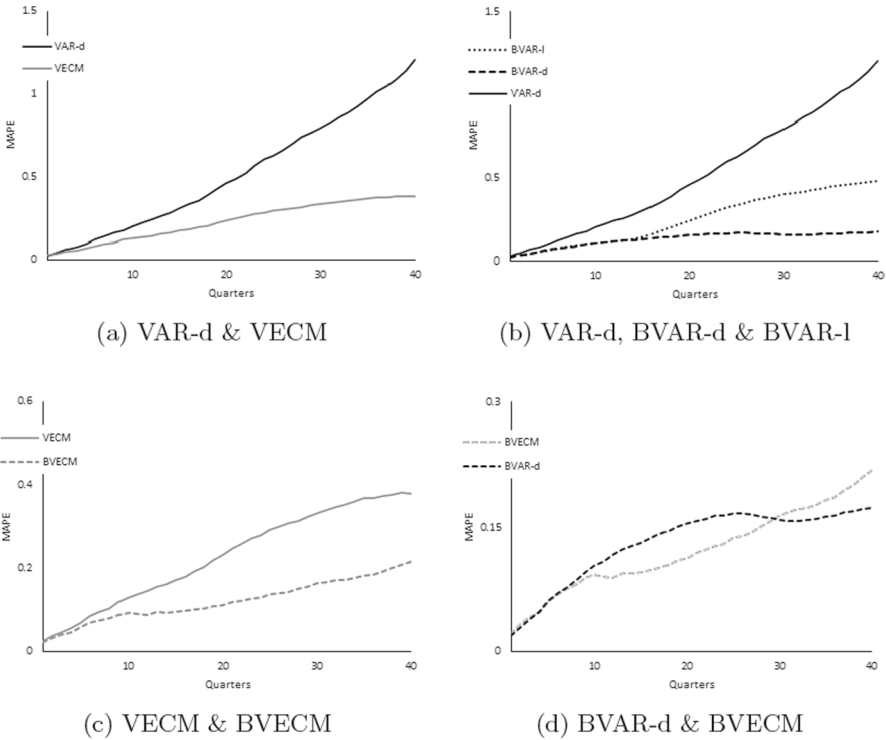 1.5
VAR-d
VECM
1
MAPE
0.5
0
10 20 30 40
Quarters
(a) VAR-d & VECM
1.5
BVAR-l
BVAR-d
VAR-d
1
MAPE
0.5
0
10 20 30 40
Quarters
(b) VAR-d, BVAR-d & BVAR-l
0.6
VECM
BVECM
0.4
MAPE
0.2
0
10 20 30 40
Quarters
(c) VECM & BVECM
0.3
BVECM
BVAR-d
MAPE
0.15
0
10 20 30 40
Quarters
(d) BVAR-d & BVECM